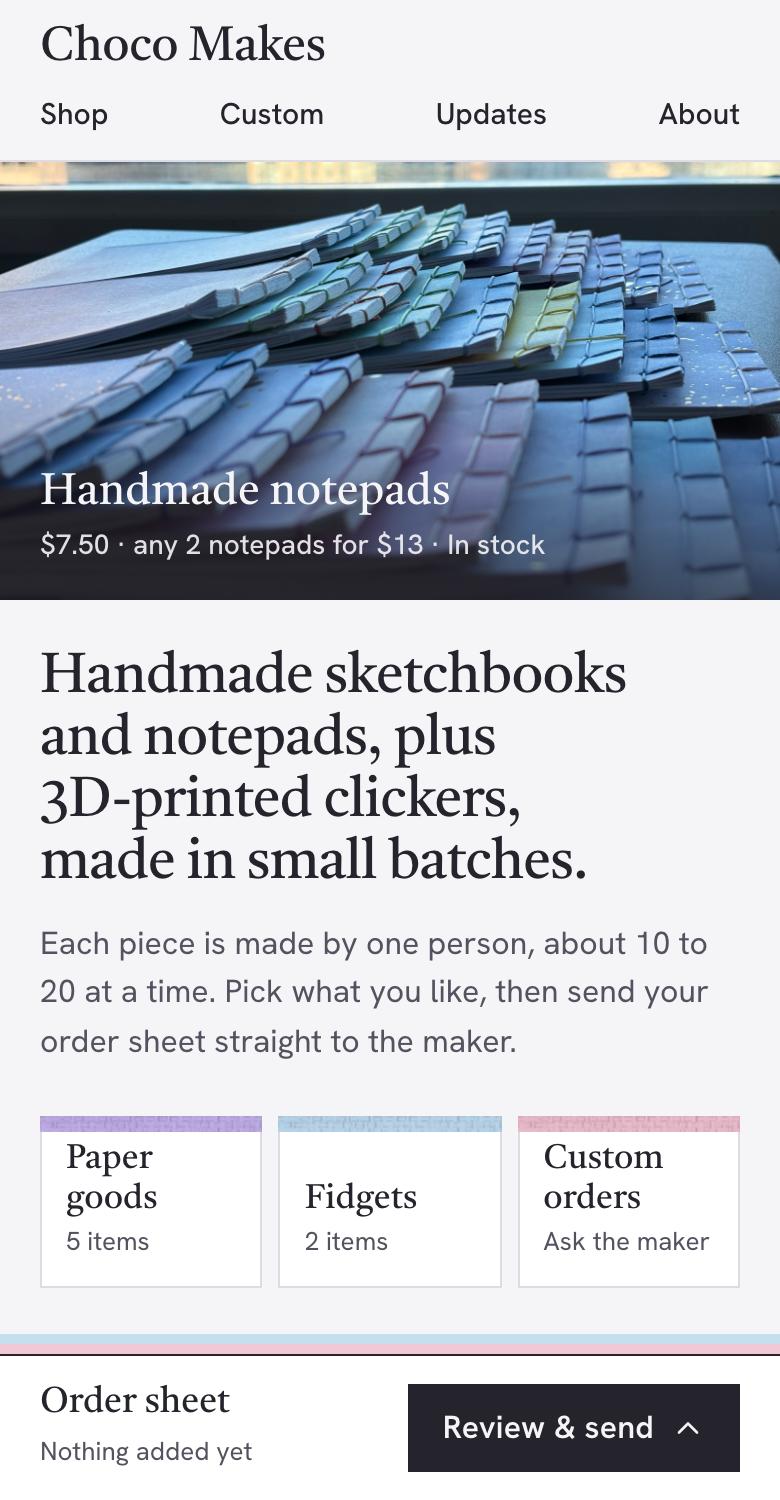 Choco Makes
Shop Custom Updates About
Handmade notepads
$7.50 · any 2 notepads for $13 · In stock
Handmade sketchbooks
and notepads, plus
3D-printed clickers,
made in small batches.
Each piece is made by one person, about 10 to
20 at a time. Pick what you like, then send your
order sheet straight to the maker.
Paper
goods
5 items
Fidgets
2 items
Custom
orders
Ask the maker
Order sheet
Nothing added yet
Review & send